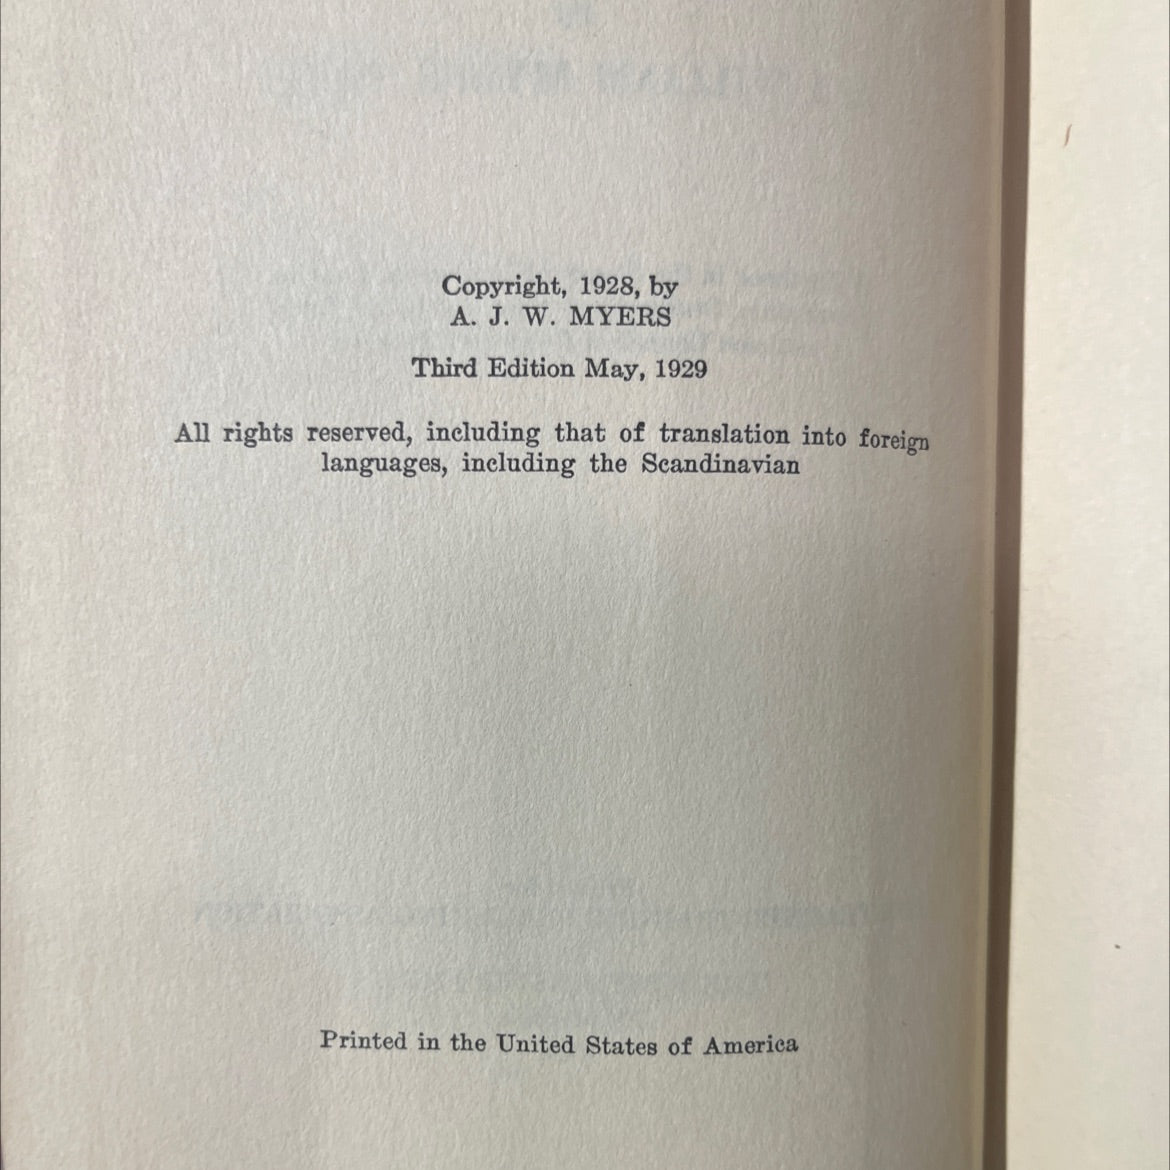 Copyright, 1928, by
A. J. W. MYERS
Third Edition May, 1929
All rights reserved, including that of translation into foreign
languages, including the Scandinavian
Printed in the United States of America